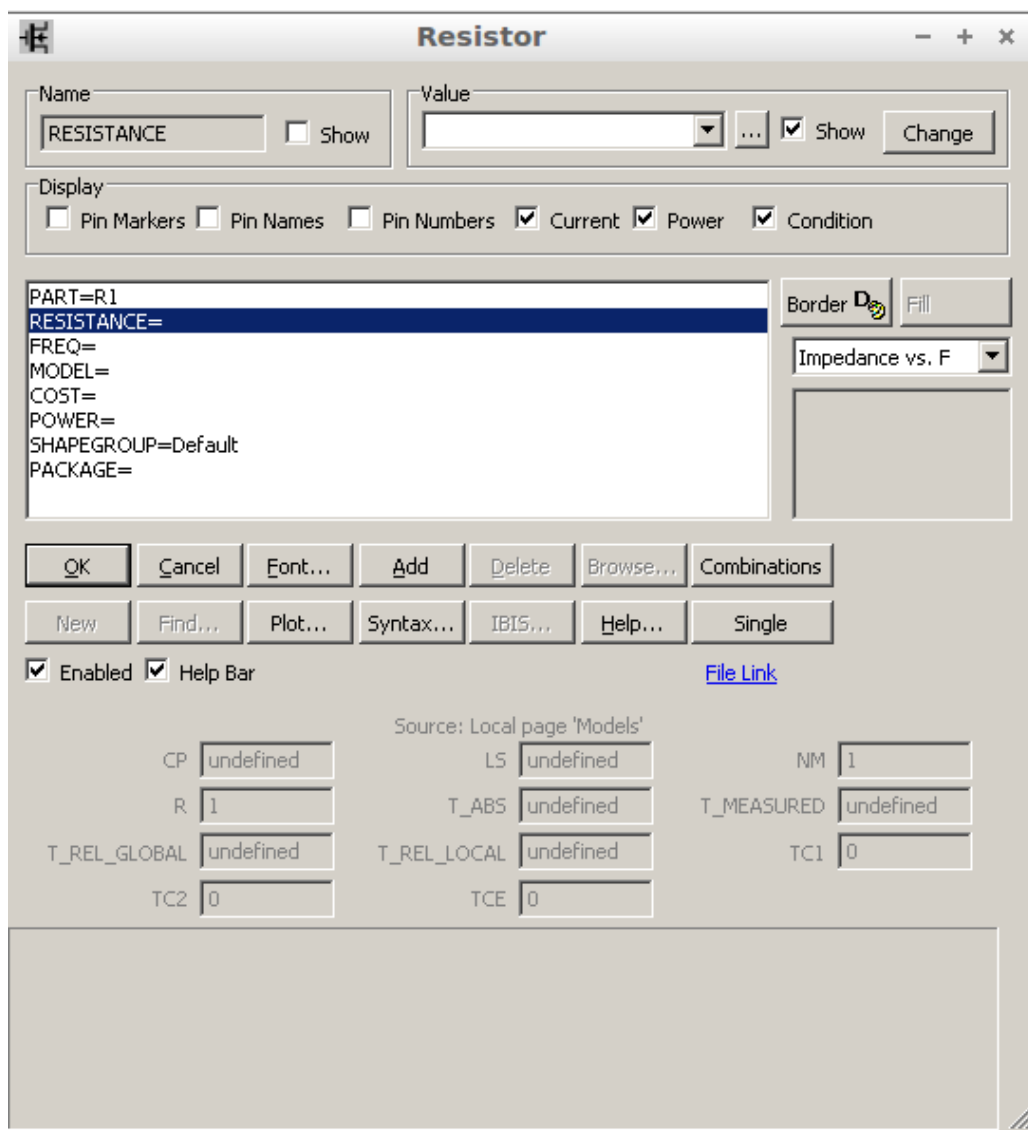 Resistor
Name
Value
RESISTANCE
Show
...
Show
Change
Display
Pin Markers
Pin Names
Pin Numbers
Current
Power
Condition
PART=R1
RESISTANCE=
FREQ=
MODEL=
COST=
POWER=
SHAPEGROUP=Default
PACKAGE=
Border
Fill
Impedance vs. F
OK
Cancel
Font...
Add
Delete
Browse...
Combinations
New
Find...
Plot...
Syntax...
IBIS...
Help...
Single
Enabled
Help Bar
File Link
Source: Local page 'Models'
CP undefined
LS undefined
NM 1
R 1
T_ABS undefined
T_MEASURED undefined
T_REL_GLOBAL undefined
T_REL_LOCAL undefined
TC1 0
TC2 0
TCE 0